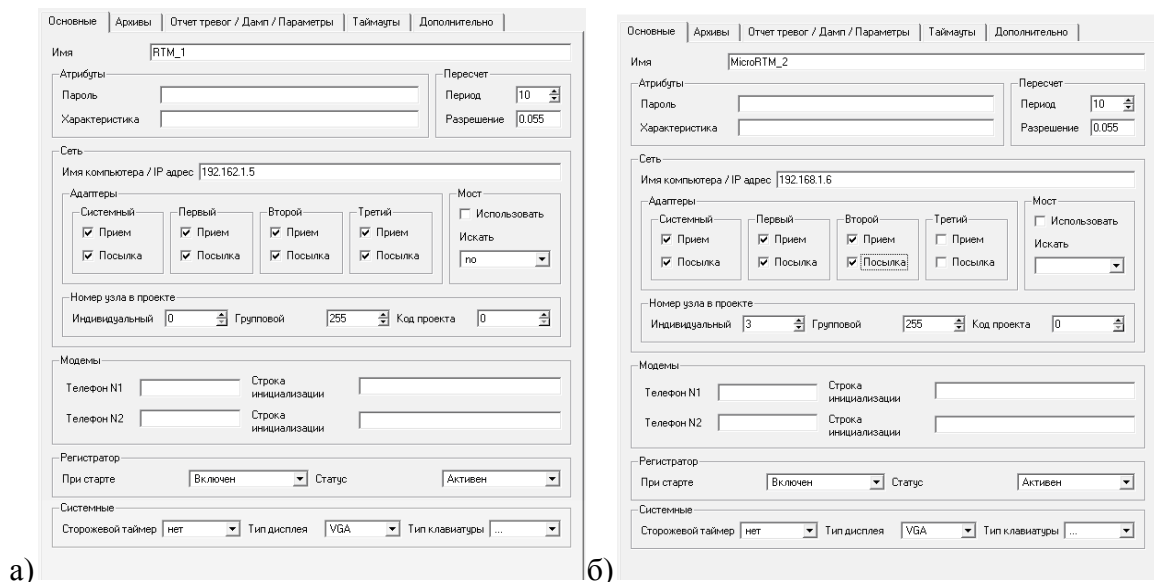 Основные Архивы Отчет тревог / Дамп / Параметры Таймауты Дополнительно
Имя RTM_1
Атрибуты Пересчет
Пароль Период 10
Характеристика Разрешение 0.055
Сеть
Имя компьютера / IP адрес 192.162.1.5
Адаптеры Мост
Системный Первый Второй Третий Использовать
Прием Прием Прием Прием Искать
Посылка Посылка Посылка Посылка no
Номер узла в проекте
Индивидуальный 0 Групповой 255 Код проекта 0
Модемы
Телефон N1 Строка инициализации
Телефон N2 Строка инициализации
Регистратор
При старте Включен Статус Активен
Системные
Сторожевой таймер нет Тип дисплея VGA Тип клавиатуры ...
а)
Основные Архивы Отчет тревог / Дамп / Параметры Таймауты Дополнительно
Имя MicroRTM_2
Атрибуты Пересчет
Пароль Период 10
Характеристика Разрешение 0.055
Сеть
Имя компьютера / IP адрес 192.168.1.6
Адаптеры Мост
Системный Первый Второй Третий Использовать
Прием Прием Прием Прием Искать
Посылка Посылка Посылка Посылка
Номер узла в проекте
Индивидуальный 3 Групповой 255 Код проекта 0
Модемы
Телефон N1 Строка инициализации
Телефон N2 Строка инициализации
Регистратор
При старте Включен Статус Активен
Системные
Сторожевой таймер нет Тип дисплея VGA Тип клавиатуры ...
б)